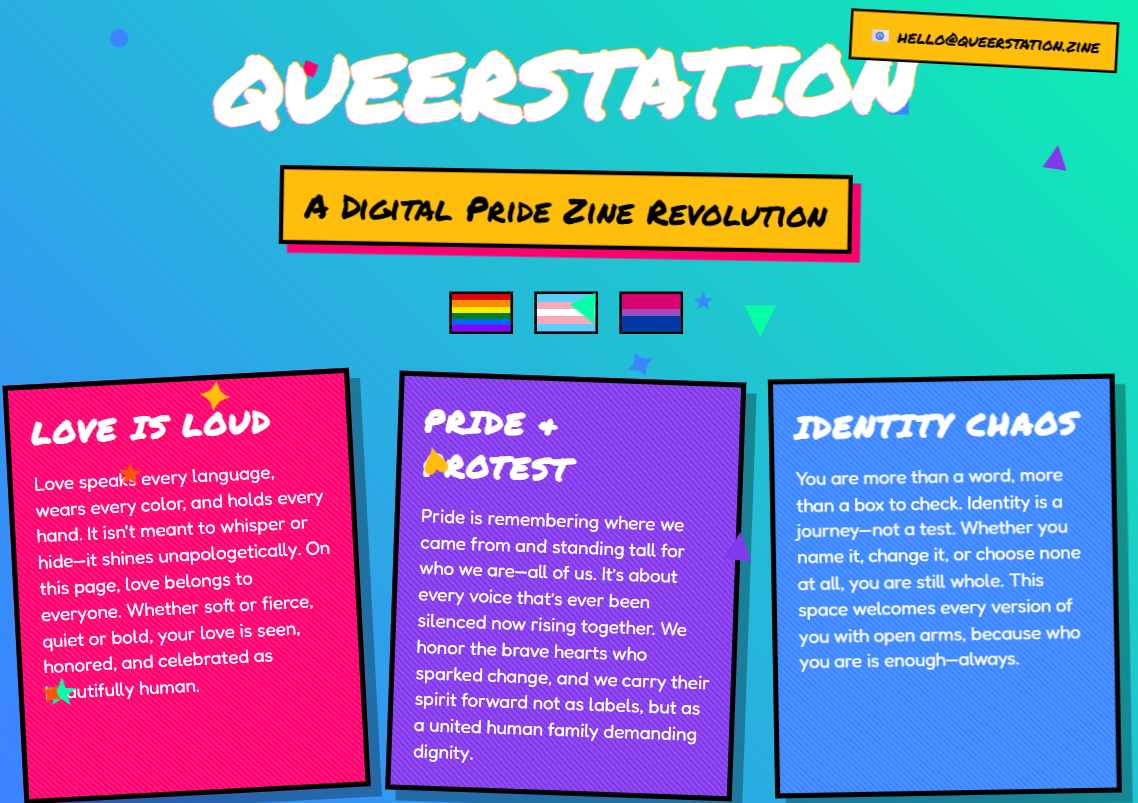 HELLO@QUEERSTATION.ZINE
QUEERSTATION
A Digital Pride Zine Revolution
LOVE IS LOUD
Love speaks every language,
wears every color, and holds every
hand. It isn't meant to whisper or
hide—it shines unapologetically. On
this page, love belongs to
everyone. Whether soft or fierce,
quiet or bold, your love is seen,
honored, and celebrated as
beautifully human.
PRIDE &
PROTEST
Pride is remembering where we
came from and standing tall for
who we are—all of us. It's about
every voice that's ever been
silenced now rising together. We
honor the brave hearts who
sparked change, and we carry their
spirit forward not as labels, but as
a united human family demanding
dignity.
IDENTITY CHAOS
You are more than a word, more
than a box to check. Identity is a
journey—not a test. Whether you
name it, change it, or choose none
at all, you are still whole. This
space welcomes every version of
you with open arms, because who
you are is enough—always.